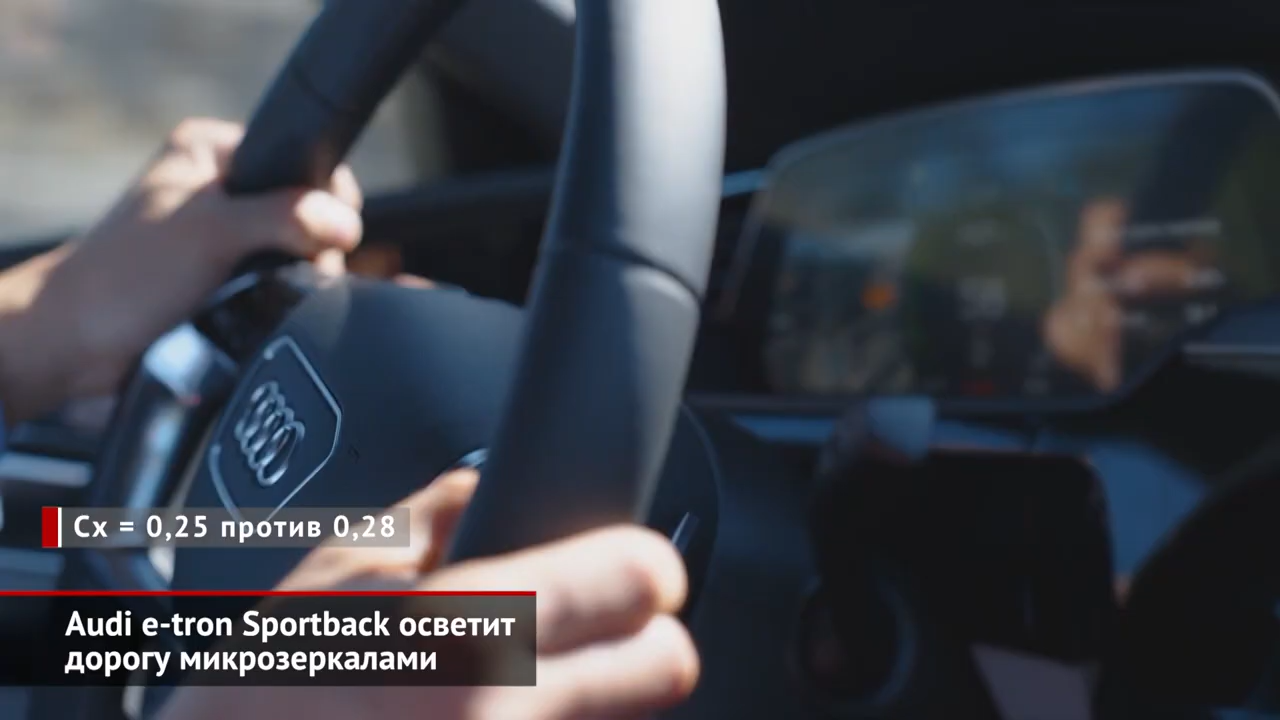 Cx = 0,25 против 0,28
Audi e-tron Sportback осветит
дорогу микрозеркалами